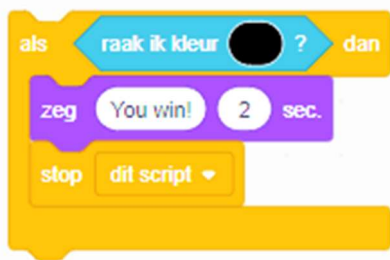 als raak ik kleur ? dan
zeg You win! 2 sec.
stop dit script